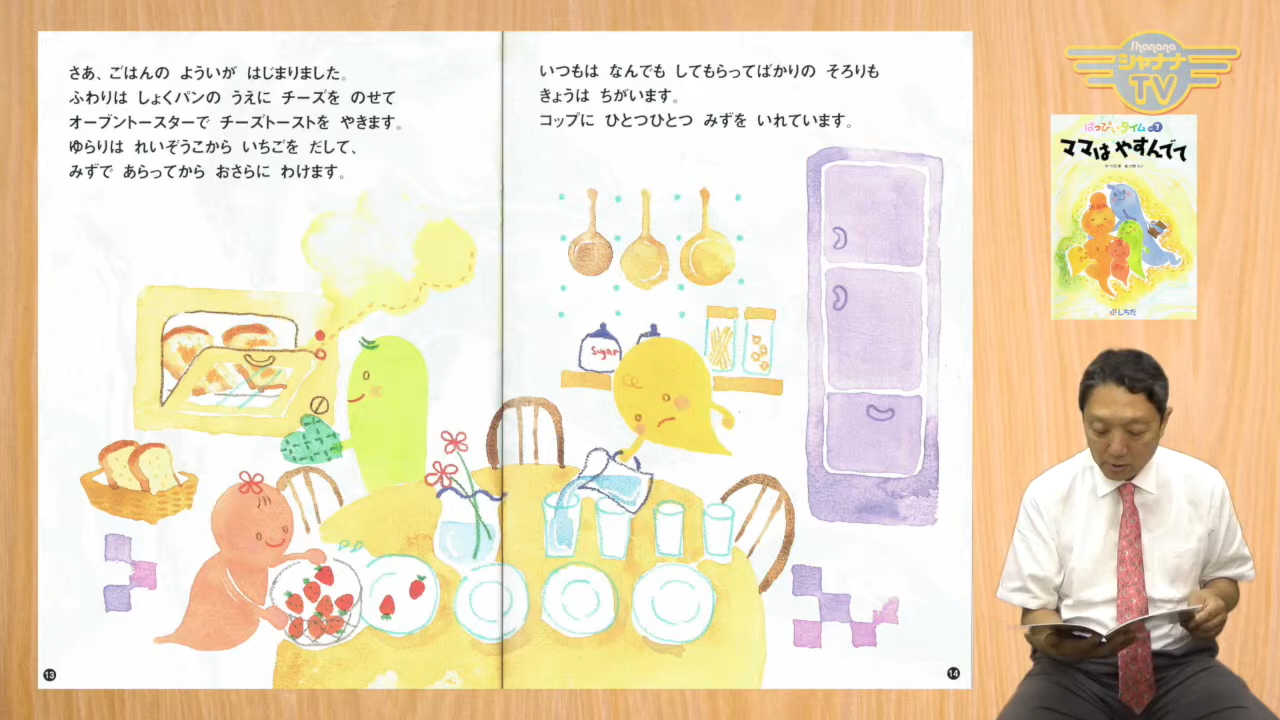 さあ、ごはんの よういが はじまりました。
ふわりは しょくパンの うえに チーズを のせて
オーブントースターで チーズトーストを やきます。
ゆらりは れいぞうこから いちごを だして、
みずで あらってから おさらに わけます。
いつもは なんでも してもらってばかりの そろりも
きょうは ちがいます。
コップに ひとつひとつ みずを いれています。
Sugar
13
14
Shanana
シャナナ
TV
はっぴぃタイム
7
ママは やすんでて
しちだ